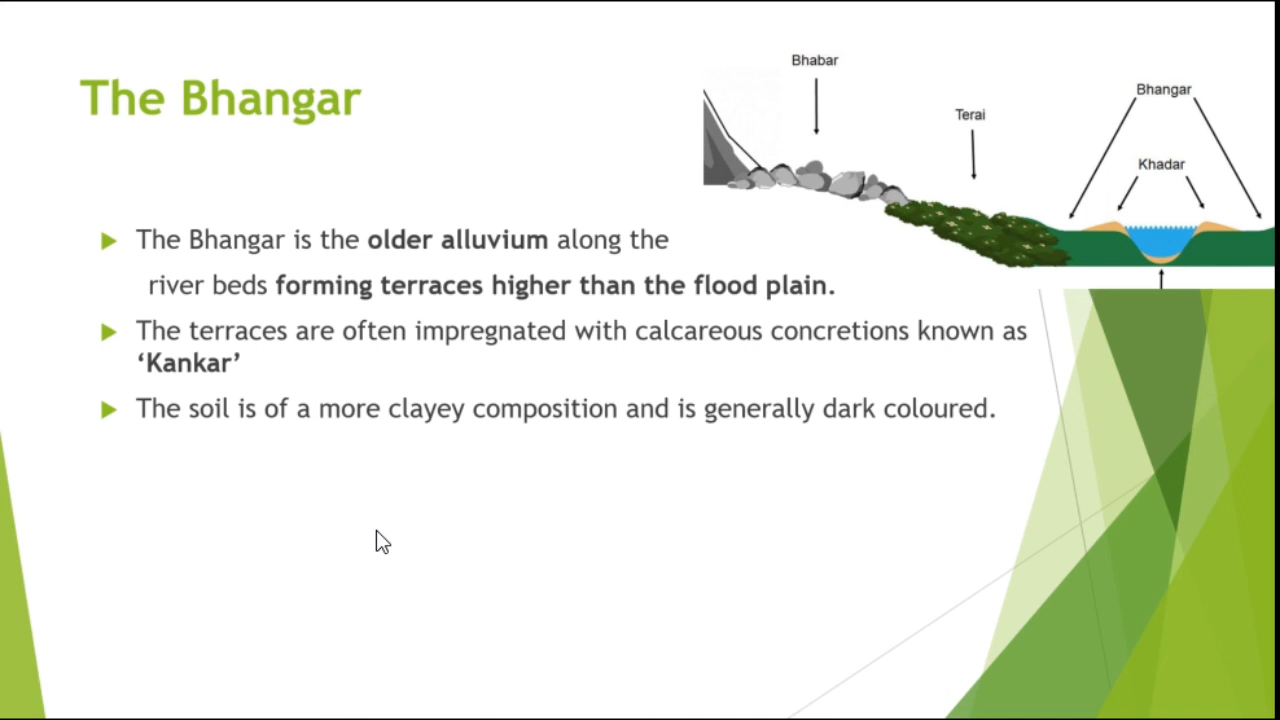 The Bhangar
Bhabar
Terai
Bhangar
Khadar
The Bhangar is the older alluvium along the
river beds forming terraces higher than the flood plain.
The terraces are often impregnated with calcareous concretions known as
‘Kankar’
The soil is of a more clayey composition and is generally dark coloured.